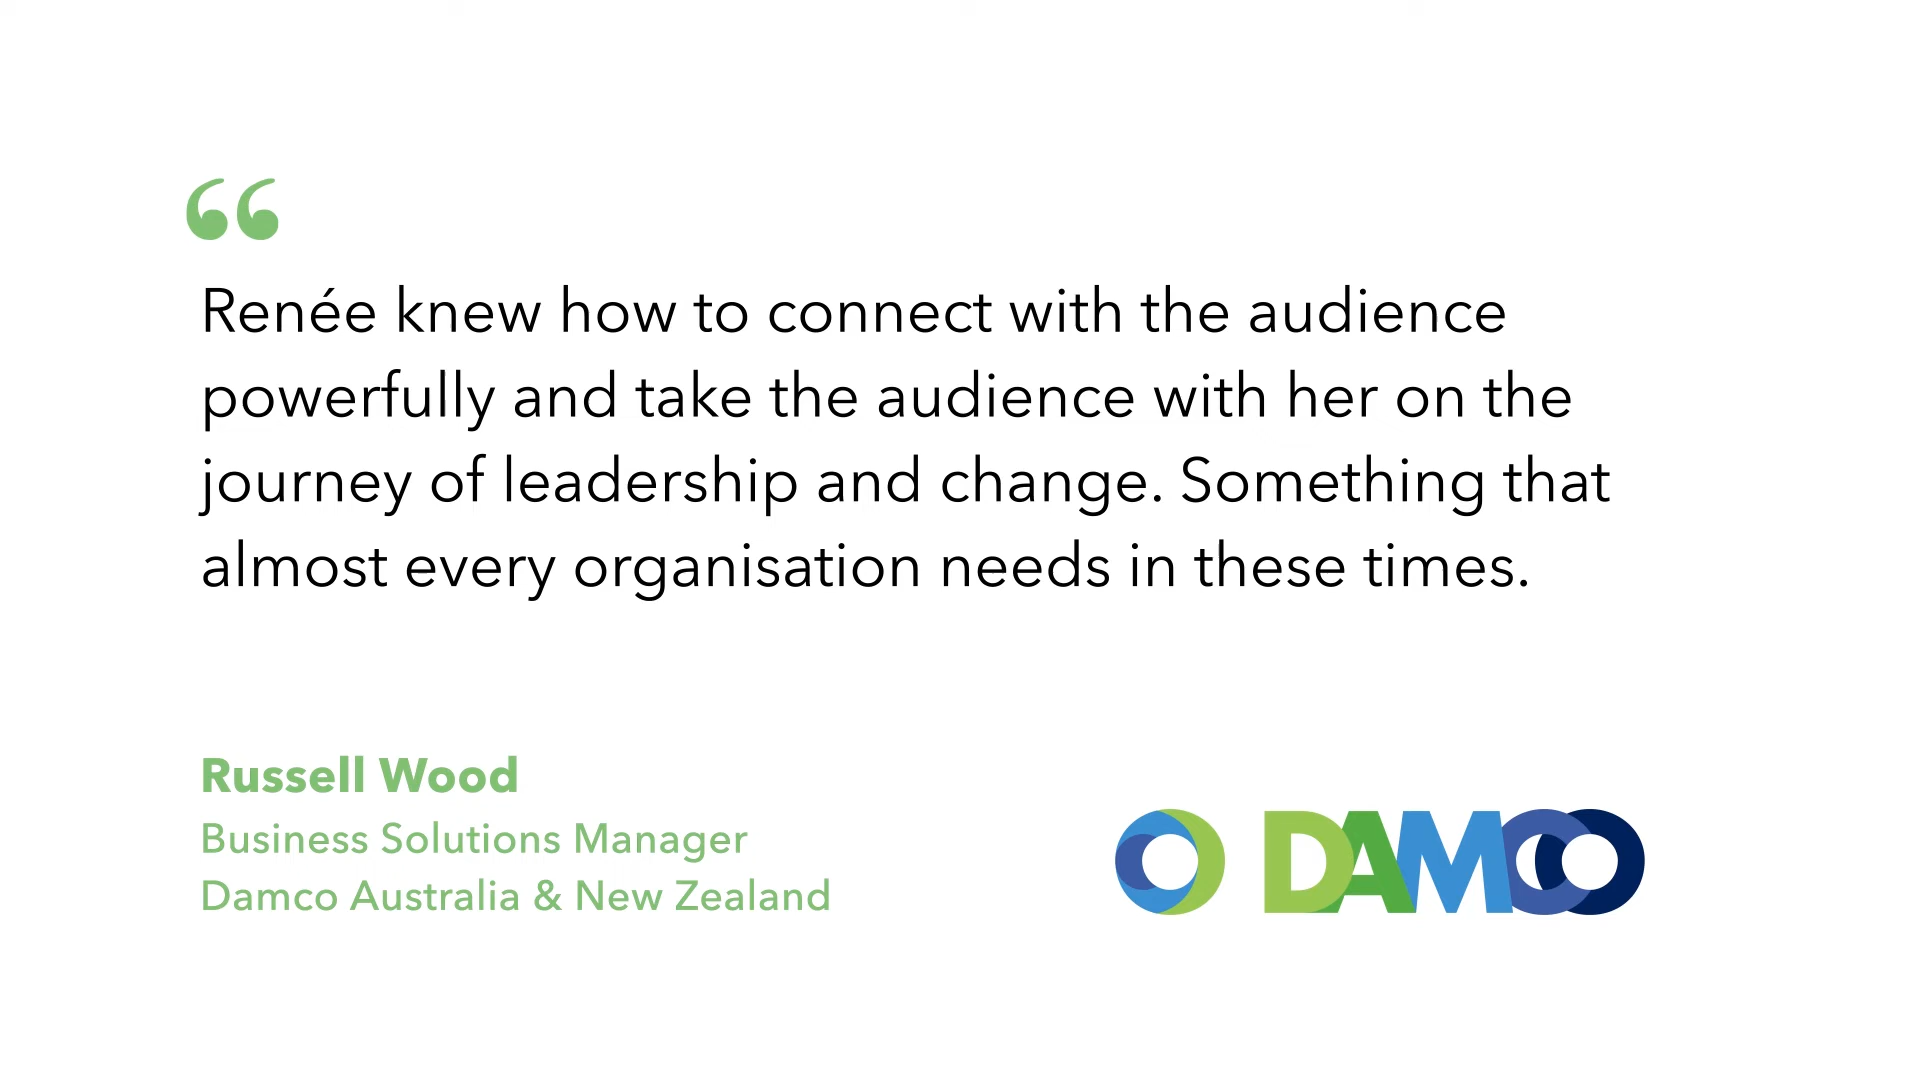 “
Renée knew how to connect with the audience
powerfully and take the audience with her on the
journey of leadership and change. Something that
almost every organisation needs in these times.
Russell Wood
Business Solutions Manager
Damco Australia & New Zealand
DAMCO